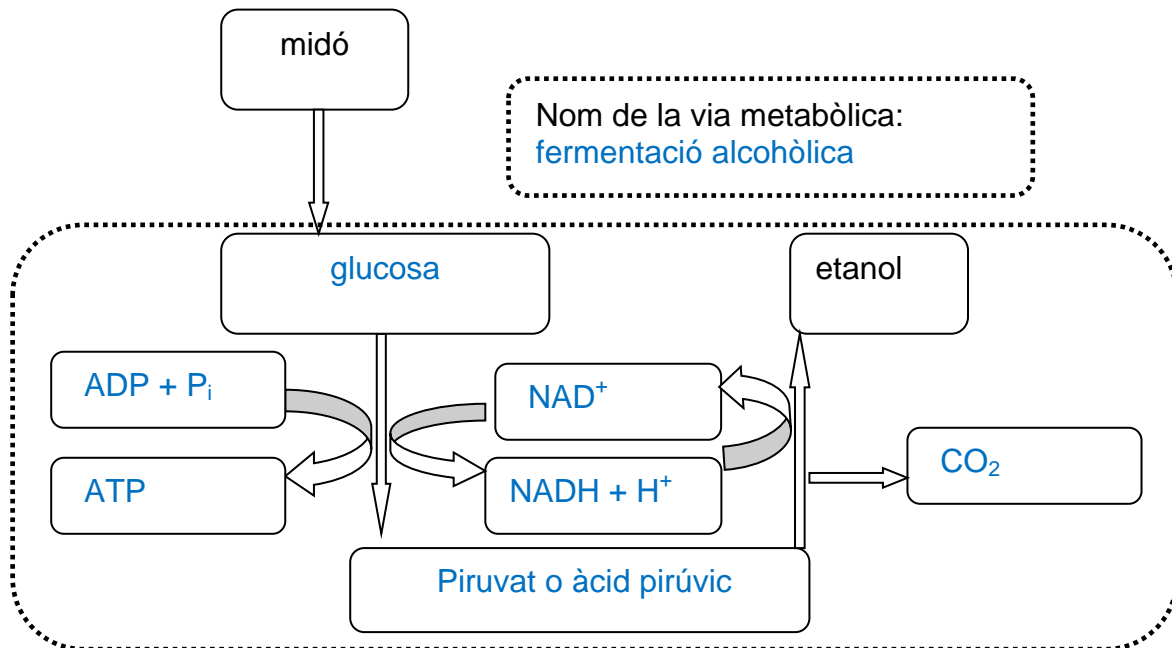 midó
Nom de la via metabòlica:
fermentació alcohòlica
glucosa
etanol
ADP + Pᵢ
NAD⁺
ATP
NADH + H⁺
CO₂
Piruvat o àcid pirúvic